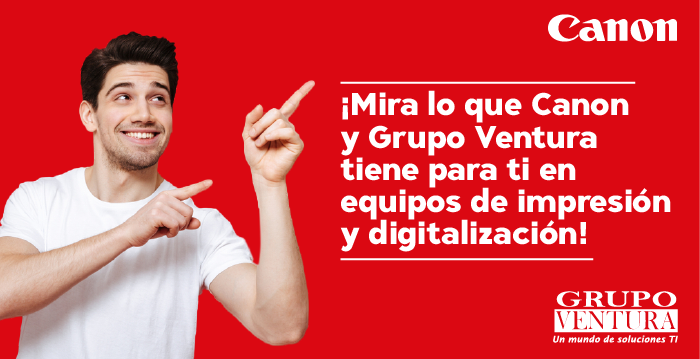 Canon
¡Mira lo que Canon
y Grupo Ventura
tiene para ti en
equipos de impresión
y digitalización!
GRUPO
VENTURA
Un mundo de soluciones TI